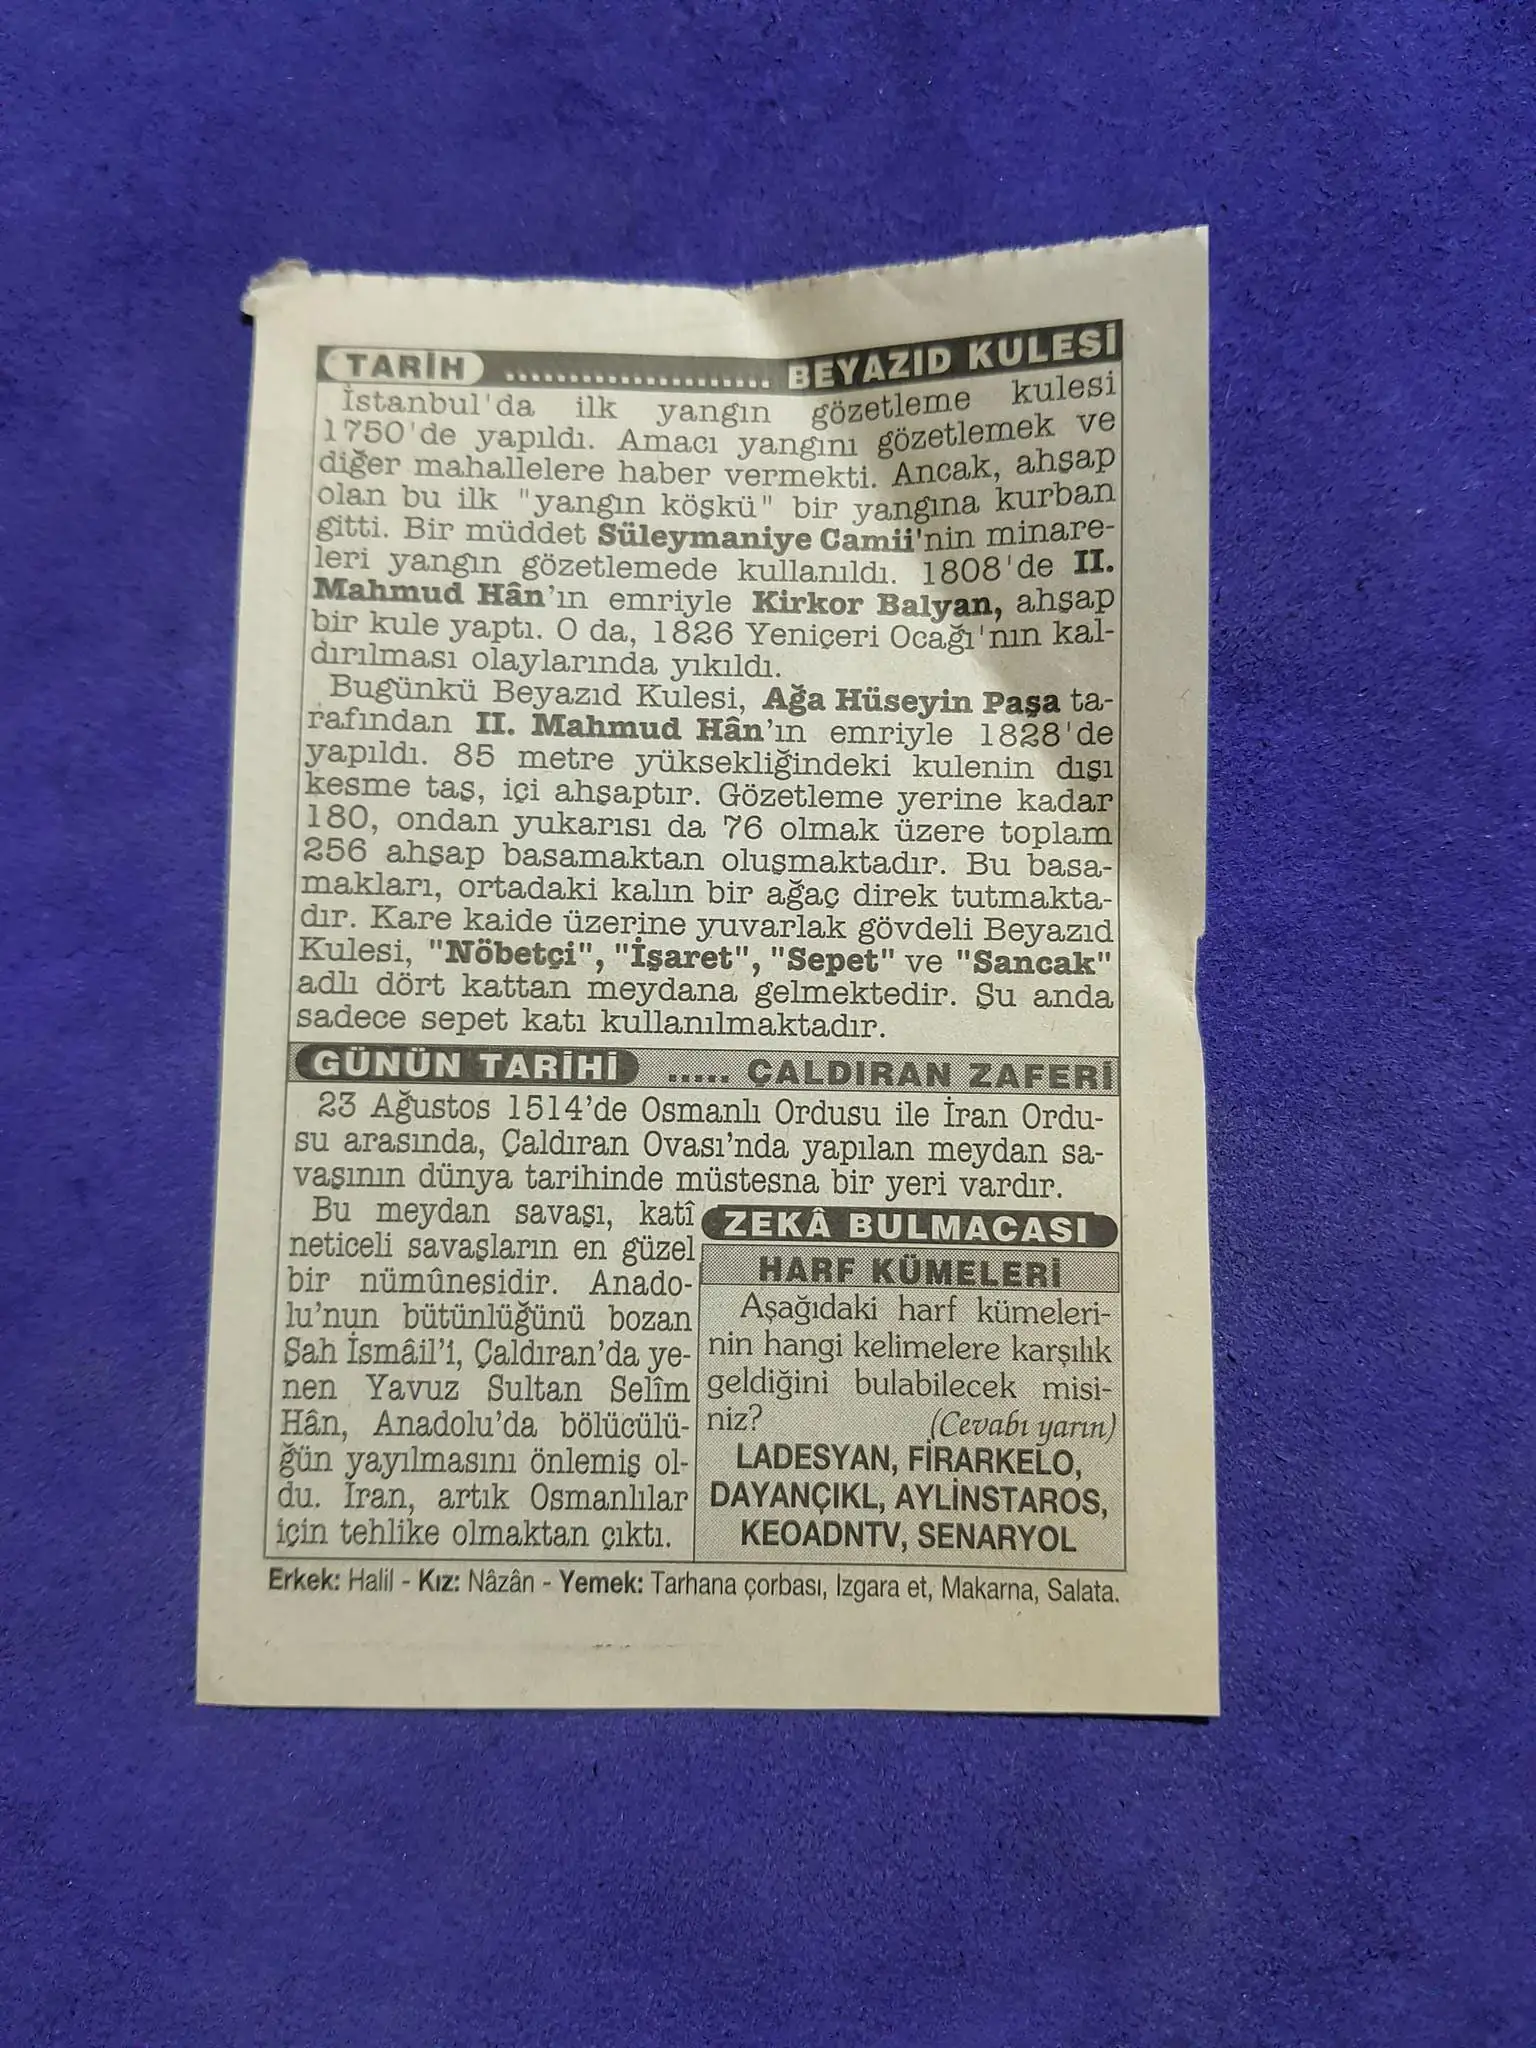 TARİH ..................... BEYAZID KULESİ
İstanbul'da ilk yangın gözetleme kulesi
1750'de yapıldı. Amacı yangını gözetlemek ve
diğer mahallelere haber vermekti. Ancak, ahşap
olan bu ilk "yangın köşkü" bir yangına kurban
gitti. Bir müddet Süleymaniye Camii'nin minare-
leri yangın gözetlemede kullanıldı. 1808'de II.
Mahmud Hân'ın emriyle Kirkor Balyan, ahşap
bir kule yaptı. O da, 1826 Yeniçeri Ocağı'nın kal-
dırılması olaylarında yıkıldı.
Bugünkü Beyazıd Kulesi, Ağa Hüseyin Paşa ta-
rafından II. Mahmud Hân'ın emriyle 1828'de
yapıldı. 85 metre yüksekliğindeki kulenin dışı
kesme taş, içi ahşaptır. Gözetleme yerine kadar
180, ondan yukarısı da 76 olmak üzere toplam
256 ahşap basamaktan oluşmaktadır. Bu basa-
makları, ortadaki kalın bir ağaç direk tutmakta-
dır. Kare kaide üzerine yuvarlak gövdeli Beyazıd
Kulesi, "Nöbetçi", "İşaret", "Sepet" ve "Sancak"
adlı dört kattan meydana gelmektedir. Şu anda
sadece sepet katı kullanılmaktadır.
GÜNÜN TARİHİ ..... ÇALDIRAN ZAFERİ
23 Ağustos 1514'de Osmanlı Ordusu ile İran Ordu-
su arasında, Çaldıran Ovası'nda yapılan meydan sa-
vaşının dünya tarihinde müstesna bir yeri vardır.
Bu meydan savaşı, katî
neticeli savaşların en güzel
bir nümûnesidir. Anado-
lu'nun bütünlüğünü bozan
Şah İsmâil'i, Çaldıran'da ye-
nen Yavuz Sultan Selîm
Hân, Anadolu'da bölücülü-
ğün yayılmasını önlemiş ol-
du. İran, artık Osmanlılar
için tehlike olmaktan çıktı.
ZEKÂ BULMACASI
HARF KÜMELERİ
Aşağıdaki harf kümeleri-
nin hangi kelimelere karşılık
geldiğini bulabilecek misi-
niz? (Cevabı yarın)
LADESYAN, FİRARKELO,
DAYANÇIKL, AYLİNSTAROS,
KEOADNTV, SENARYOL
Erkek: Halil - Kız: Nâzân - Yemek: Tarhana çorbası, Izgara et, Makarna, Salata.